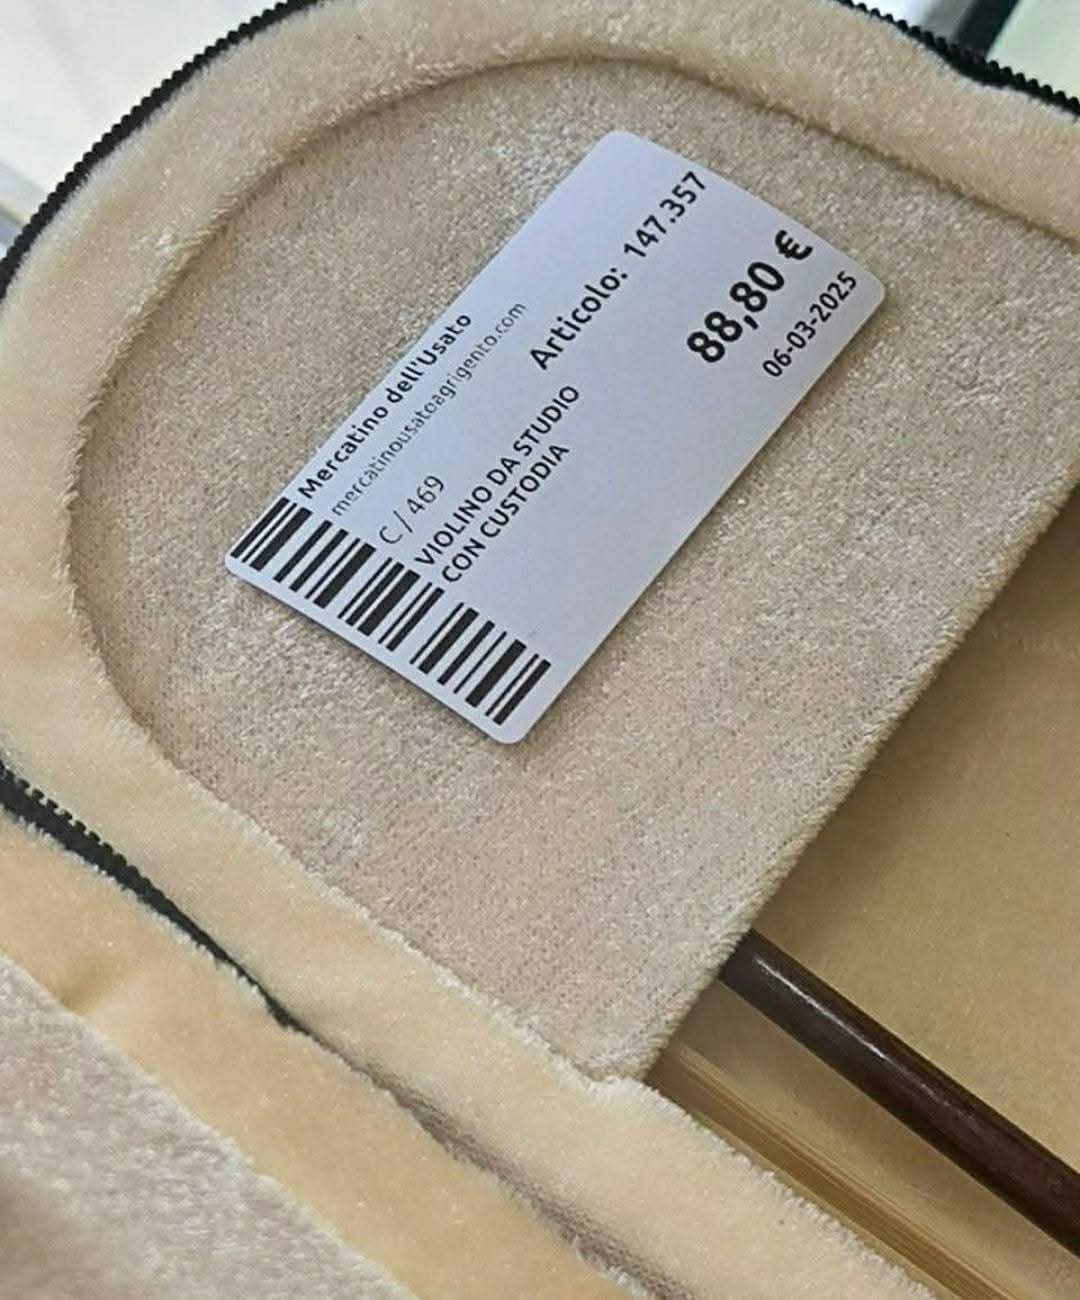 Mercatino dell'Usato
mercatinousatoagrigento.com
C/469
Articolo: 147.357
VIOLINO DA STUDIO
CON CUSTODIA
88,80 €
06-03-2025